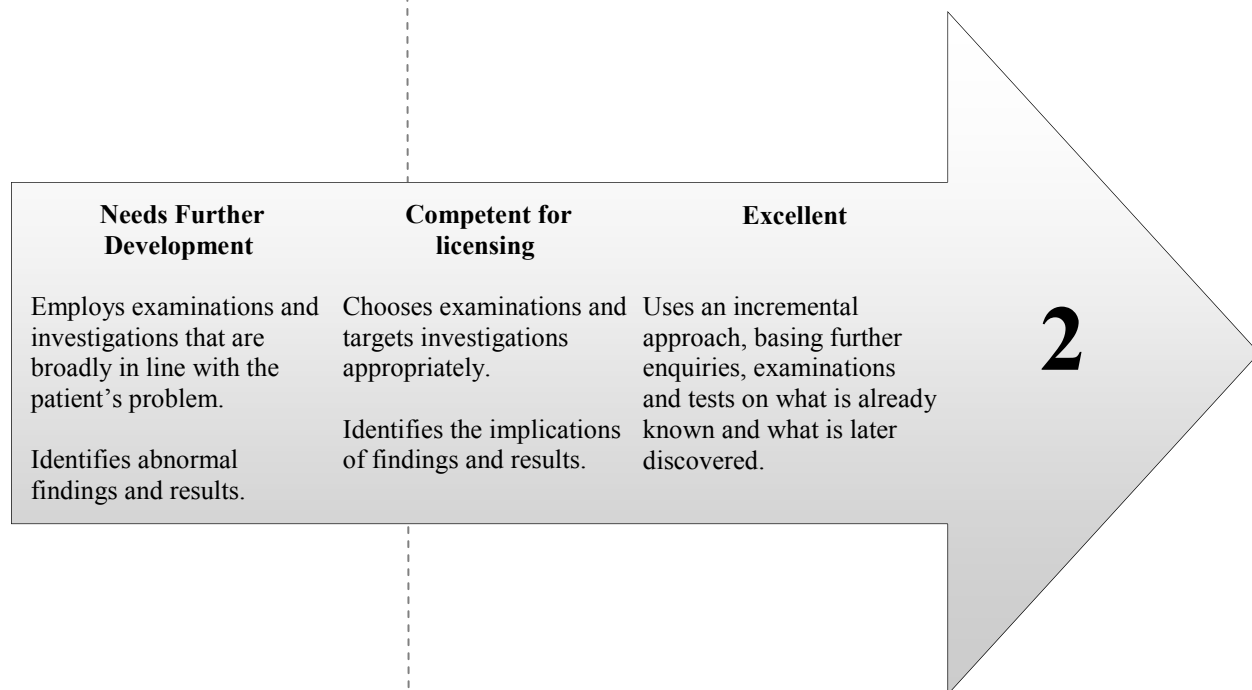 Needs Further
Development
Employs examinations and
investigations that are
broadly in line with the
patient’s problem.
Identifies abnormal
findings and results.
Competent for
licensing
Chooses examinations and
targets investigations
appropriately.
Identifies the implications
of findings and results.
Excellent
Uses an incremental
approach, basing further
enquiries, examinations
and tests on what is already
known and what is later
discovered.
2